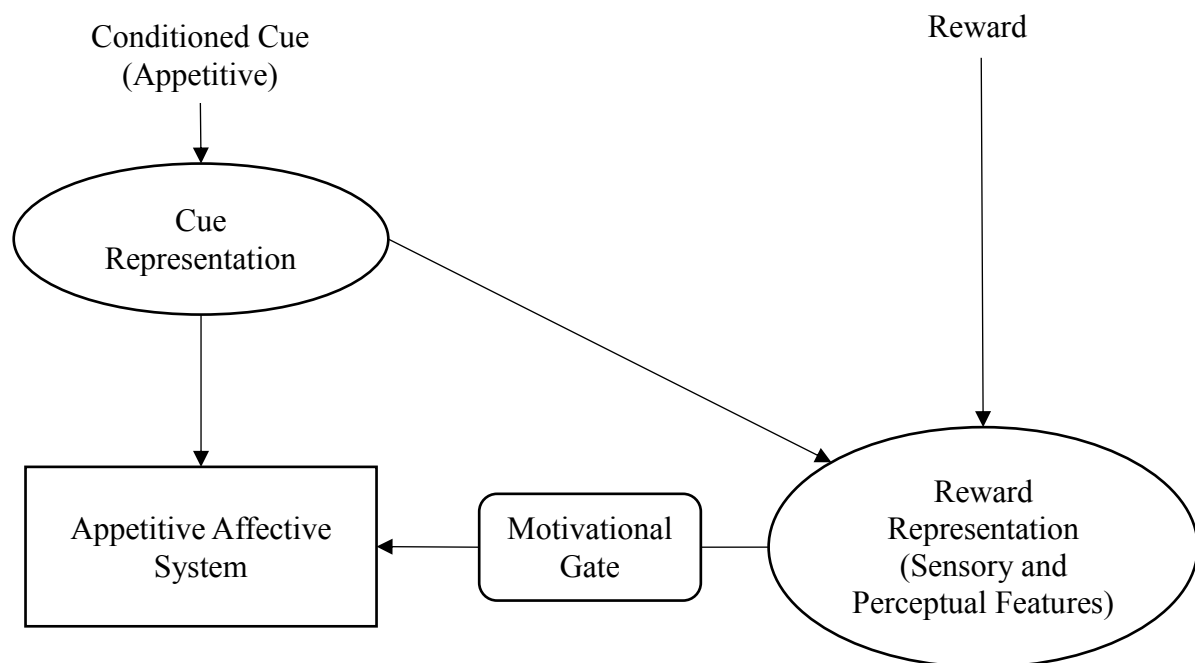 Conditioned Cue
(Appetitive)
Reward
Cue
Representation
Appetitive Affective
System
Motivational
Gate
Reward
Representation
(Sensory and
Perceptual Features)